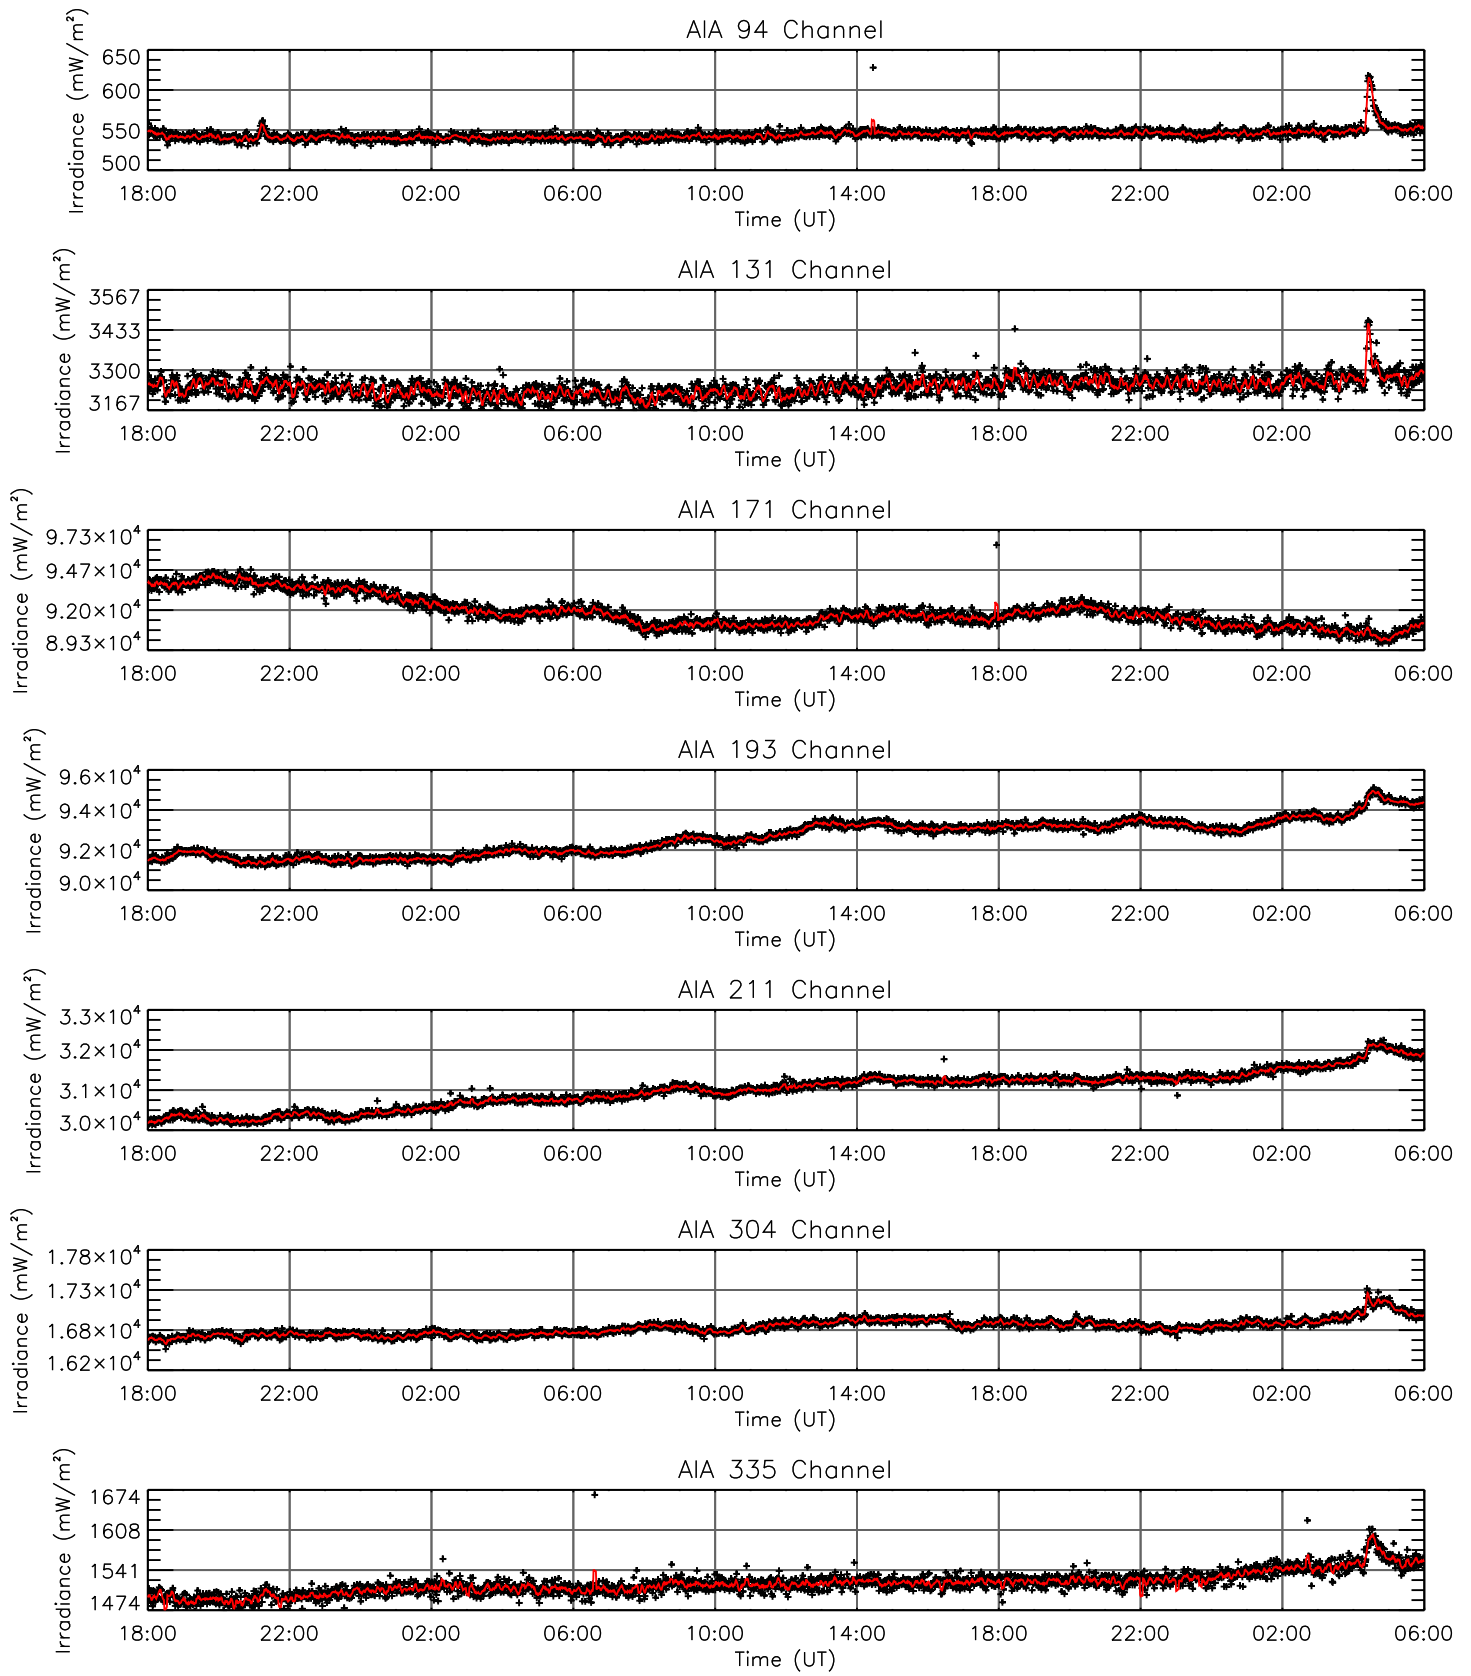 AIA 94 Channel
Irradiance (mW/m²)
650
600
550
500
18:00 22:00 02:00 06:00 10:00 14:00 18:00 22:00 02:00 06:00
Time (UT)
AIA 131 Channel
Irradiance (mW/m²)
3567
3433
3300
3167
18:00 22:00 02:00 06:00 10:00 14:00 18:00 22:00 02:00 06:00
Time (UT)
AIA 171 Channel
Irradiance (mW/m²)
9.73×10⁴
9.47×10⁴
9.20×10⁴
8.93×10⁴
18:00 22:00 02:00 06:00 10:00 14:00 18:00 22:00 02:00 06:00
Time (UT)
AIA 193 Channel
Irradiance (mW/m²)
9.6×10⁴
9.4×10⁴
9.2×10⁴
9.0×10⁴
18:00 22:00 02:00 06:00 10:00 14:00 18:00 22:00 02:00 06:00
Time (UT)
AIA 211 Channel
Irradiance (mW/m²)
3.3×10⁴
3.2×10⁴
3.1×10⁴
3.0×10⁴
18:00 22:00 02:00 06:00 10:00 14:00 18:00 22:00 02:00 06:00
Time (UT)
AIA 304 Channel
Irradiance (mW/m²)
1.78×10⁴
1.73×10⁴
1.68×10⁴
1.62×10⁴
18:00 22:00 02:00 06:00 10:00 14:00 18:00 22:00 02:00 06:00
Time (UT)
AIA 335 Channel
Irradiance (mW/m²)
1674
1608
1541
1474
18:00 22:00 02:00 06:00 10:00 14:00 18:00 22:00 02:00 06:00
Time (UT)